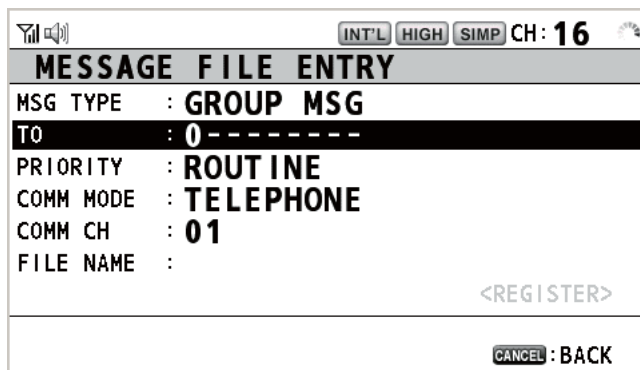 INT'L HIGH SIMP CH: 16
MESSAGE FILE ENTRY
MSG TYPE : GROUP MSG
TO : 0--------
PRIORITY : ROUTINE
COMM MODE : TELEPHONE
COMM CH : 01
FILE NAME :
<REGISTER>
CANCEL : BACK